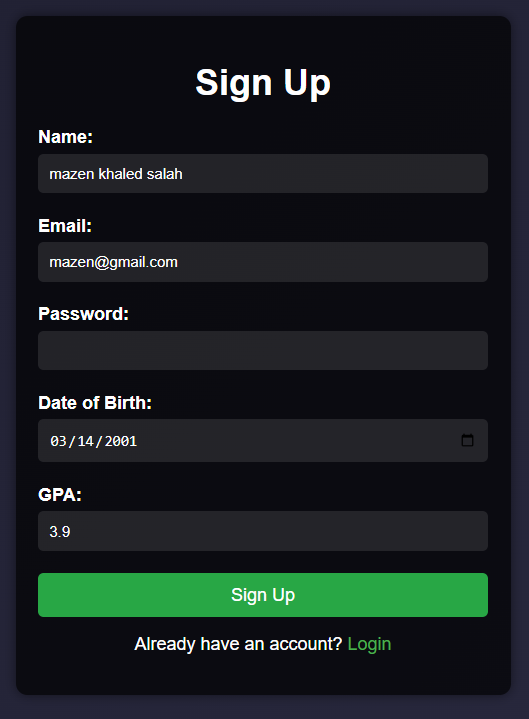 Sign Up
Name:
mazen khaled salah
Email:
mazen@gmail.com
Password:
Date of Birth:
03/14/2001
GPA:
3.9
Sign Up
Already have an account? Login